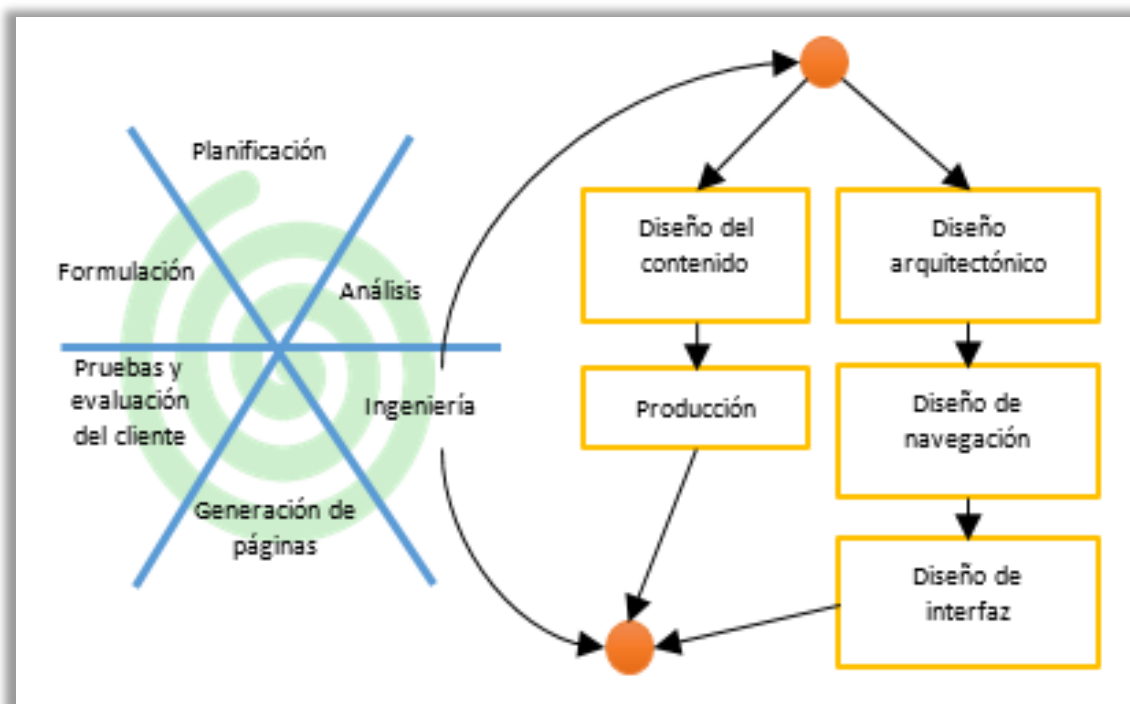 Planificación
Formulación
Análisis
Pruebas y
evaluación
del cliente
Ingeniería
Generación de
páginas
Diseño del
contenido
Producción
Diseño
arquitectónico
Diseño de
navegación
Diseño de
interfaz